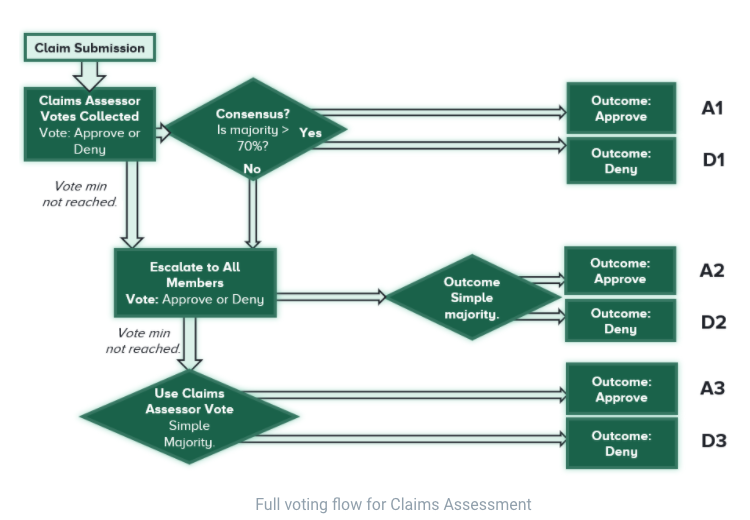 Claim Submission
Claims Assessor
Votes Collected
Vote: Approve or
Deny
Consensus?
Is majority >
70%?
Yes
No
Outcome:
Approve
A1
Outcome:
Deny
D1
Vote min
not reached.
Escalate to All
Members
Vote: Approve or Deny
Outcome
Simple
majority.
Outcome:
Approve
A2
Outcome:
Deny
D2
Vote min
not reached.
Use Claims
Assessor Vote
Simple
Majority.
Outcome:
Approve
A3
Outcome:
Deny
D3
Full voting flow for Claims Assessment